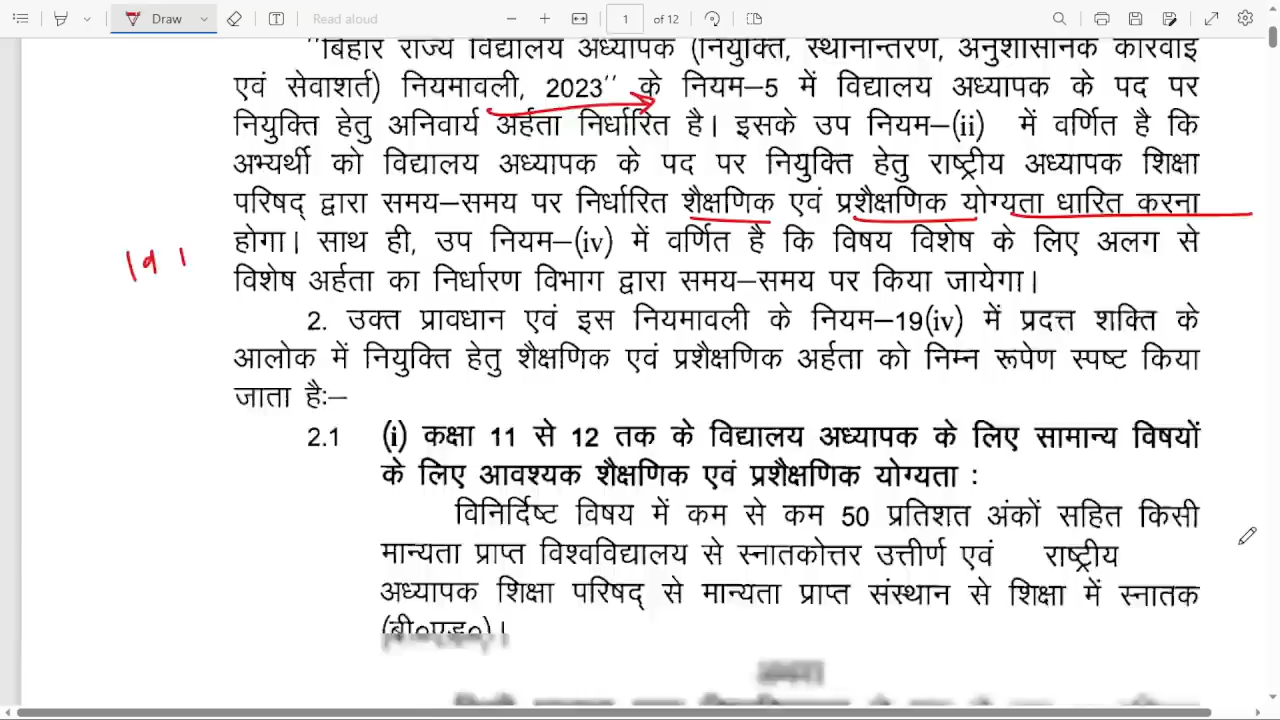 Draw
Read aloud
1 of 12
"बिहार राज्य विद्यालय अध्यापक (नियुक्ति, स्थानान्तरण, अनुशासनिक कार्रवाई
एवं सेवाशर्त) नियमावली, 2023'' के नियम–5 में विद्यालय अध्यापक के पद पर
नियुक्ति हेतु अनिवार्य अर्हता निर्धारित है। इसके उप नियम–(ii) में वर्णित है कि
अभ्यर्थी को विद्यालय अध्यापक के पद पर नियुक्ति हेतु राष्ट्रीय अध्यापक शिक्षा
परिषद् द्वारा समय–समय पर निर्धारित शैक्षणिक एवं प्रशैक्षणिक योग्यता धारित करना
होगा। साथ ही, उप नियम–(iv) में वर्णित है कि विषय विशेष के लिए अलग से
विशेष अर्हता का निर्धारण विभाग द्वारा समय–समय पर किया जायेगा।
2. उक्त प्रावधान एवं इस नियमावली के नियम–19(iv) में प्रदत्त शक्ति के
आलोक में नियुक्ति हेतु शैक्षणिक एवं प्रशैक्षणिक अर्हता को निम्न रूपेण स्पष्ट किया
जाता है:–
2.1 (i) कक्षा 11 से 12 तक के विद्यालय अध्यापक के लिए सामान्य विषयों
के लिए आवश्यक शैक्षणिक एवं प्रशैक्षणिक योग्यता :
विनिर्दिष्ट विषय में कम से कम 50 प्रतिशत अंकों सहित किसी
मान्यता प्राप्त विश्वविद्यालय से स्नातकोत्तर उत्तीर्ण एवं राष्ट्रीय
अध्यापक शिक्षा परिषद् से मान्यता प्राप्त संस्थान से शिक्षा में स्नातक
(बी०एड०)।